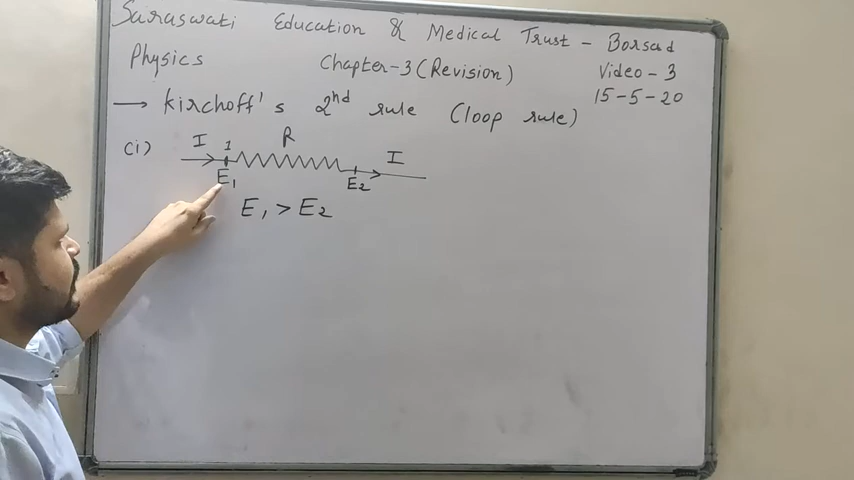 Saraswati Education & Medical Trust - Borsad
Physics Chapter-3 (Revision) Video - 3
15-5-20
→ Kirchoff's 2nd rule (loop rule)
(i) I 1 R I
E1 E2
E1 > E2